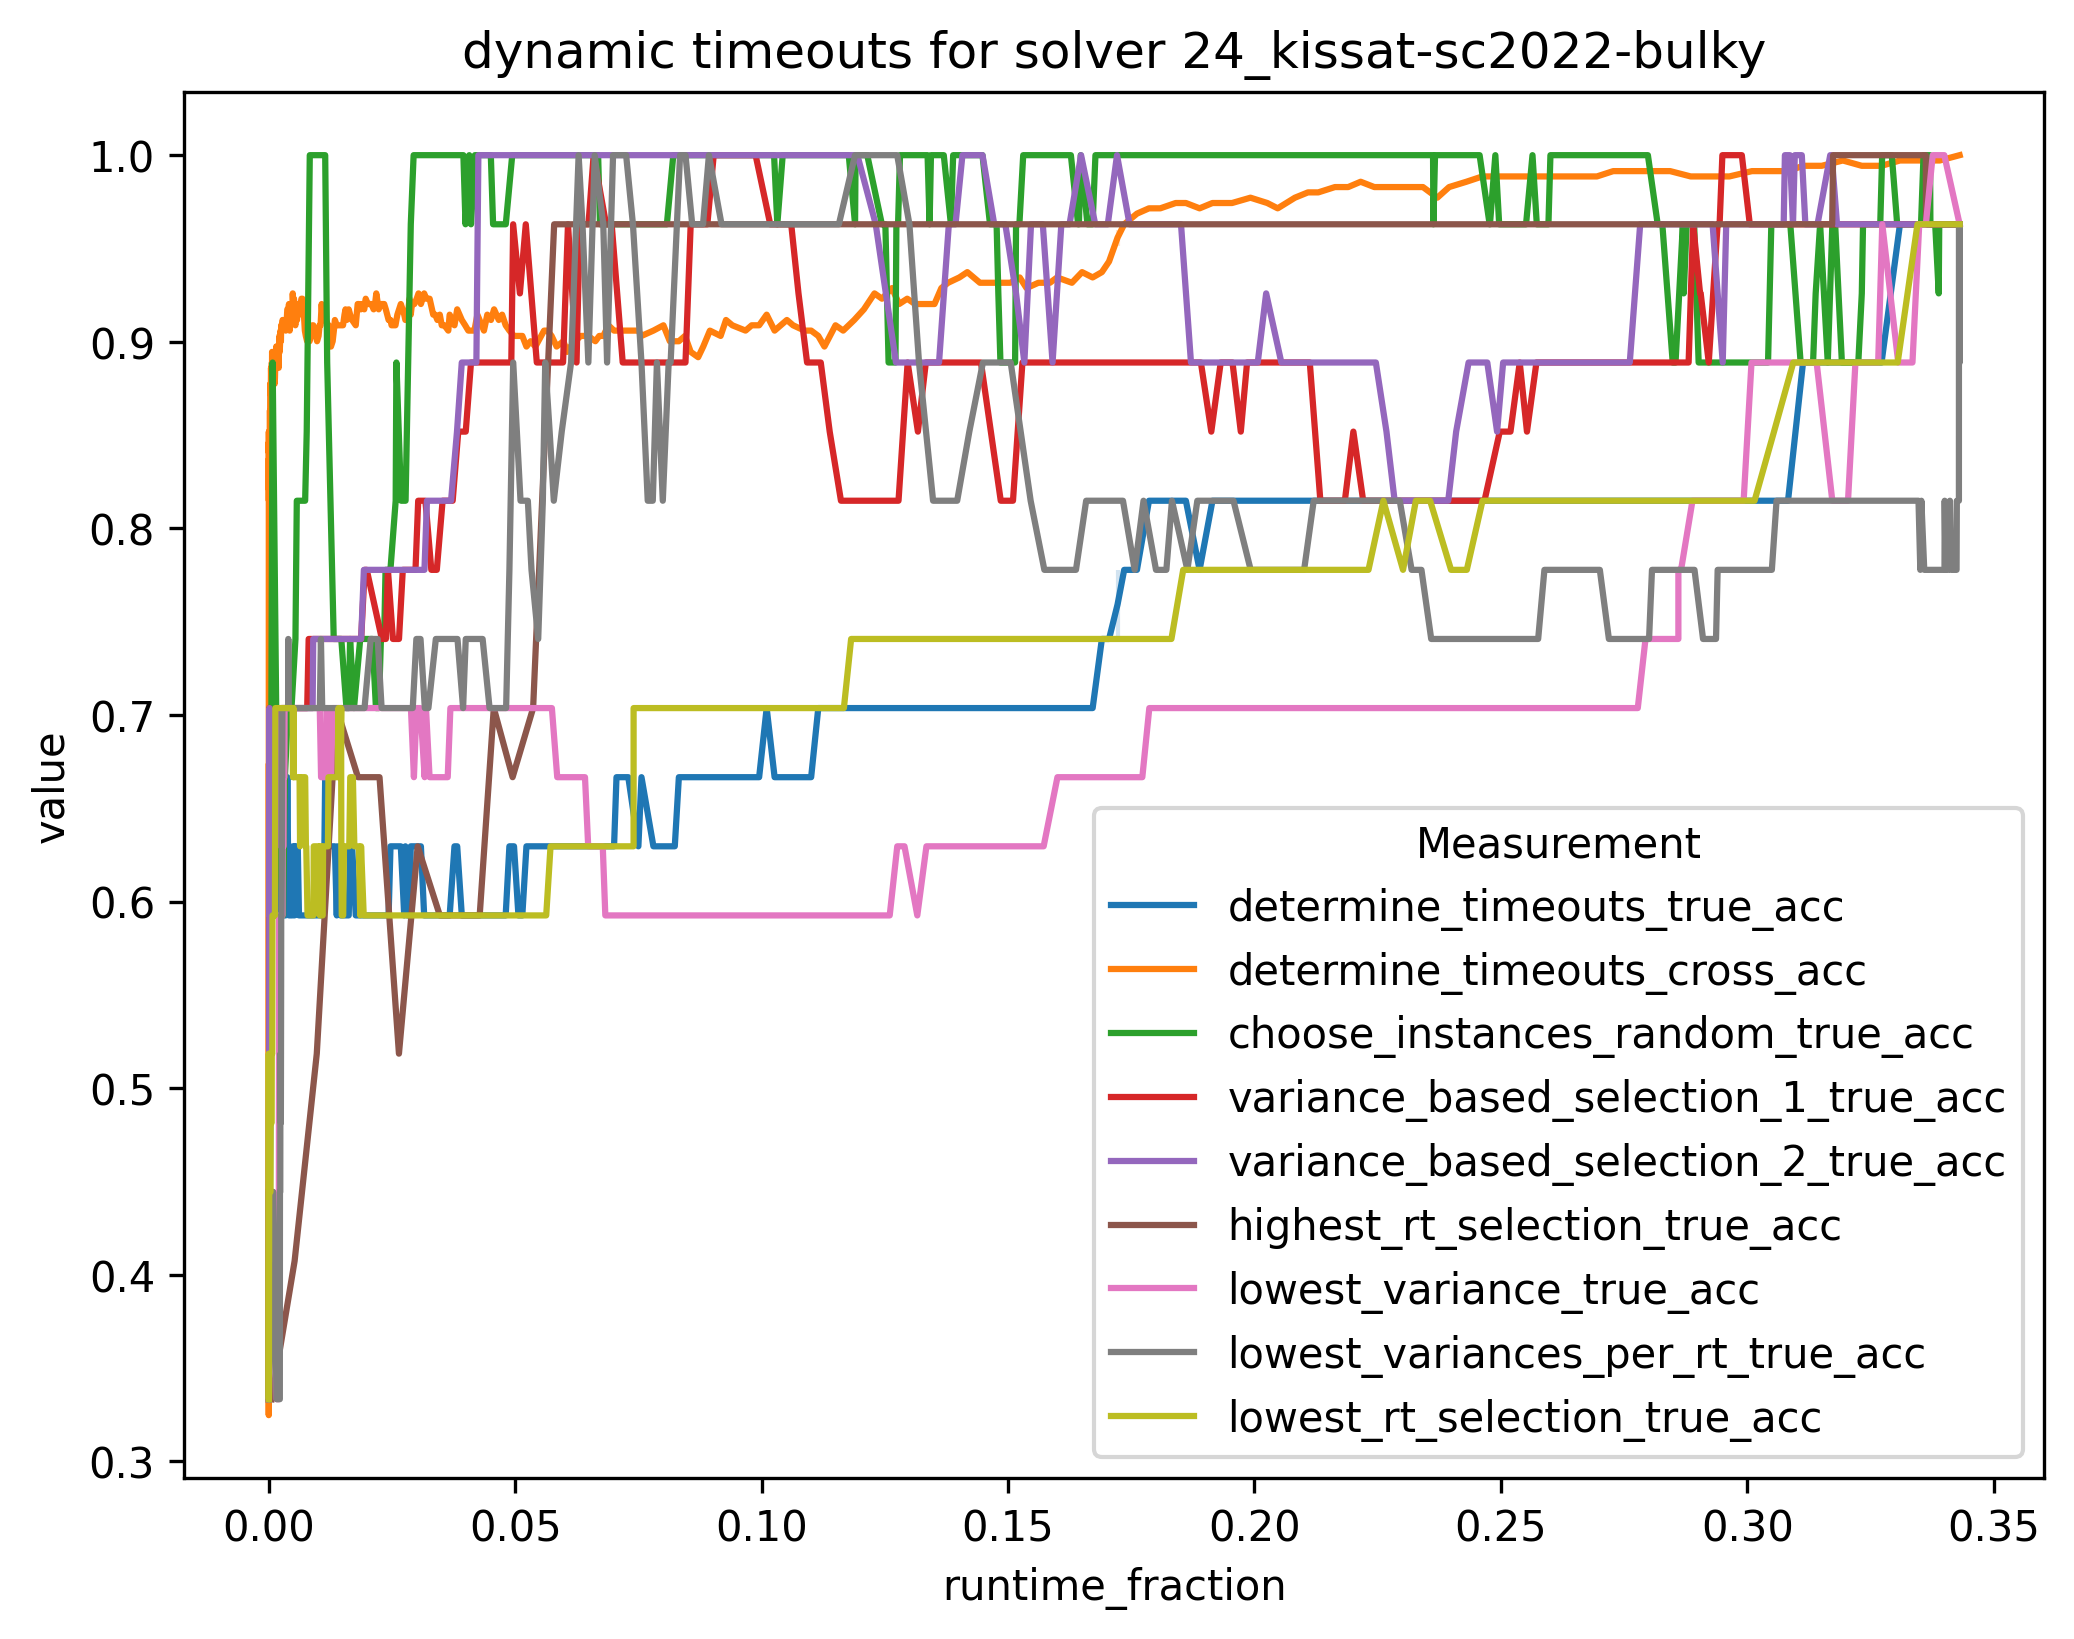 dynamic timeouts for solver 24_kissat-sc2022-bulky
1.0
0.9
0.8
0.7
0.6
0.5
0.4
0.3
value
0.00 0.05 0.10 0.15 0.20 0.25 0.30 0.35
runtime_fraction
Measurement
determine_timeouts_true_acc
determine_timeouts_cross_acc
choose_instances_random_true_acc
variance_based_selection_1_true_acc
variance_based_selection_2_true_acc
highest_rt_selection_true_acc
lowest_variance_true_acc
lowest_variances_per_rt_true_acc
lowest_rt_selection_true_acc